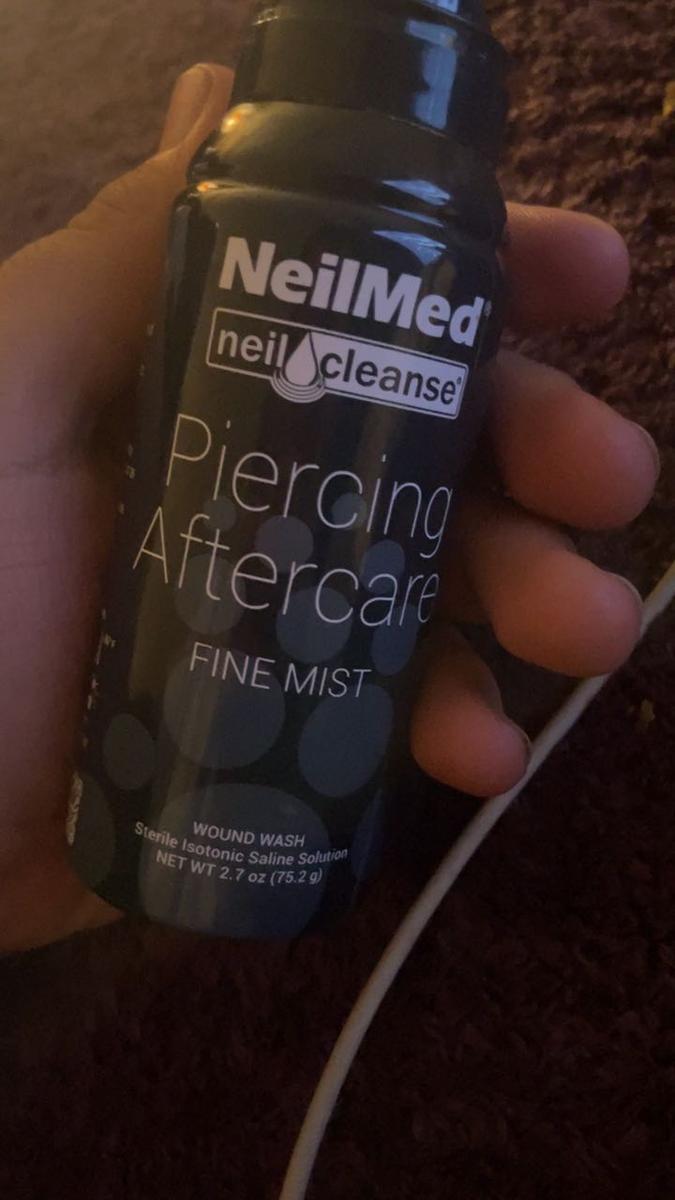 NeilMed®
neil cleanse®
Piercing
Aftercare
FINE MIST
WOUND WASH
Sterile Isotonic Saline Solution
NET WT 2.7 oz (75.2 g)